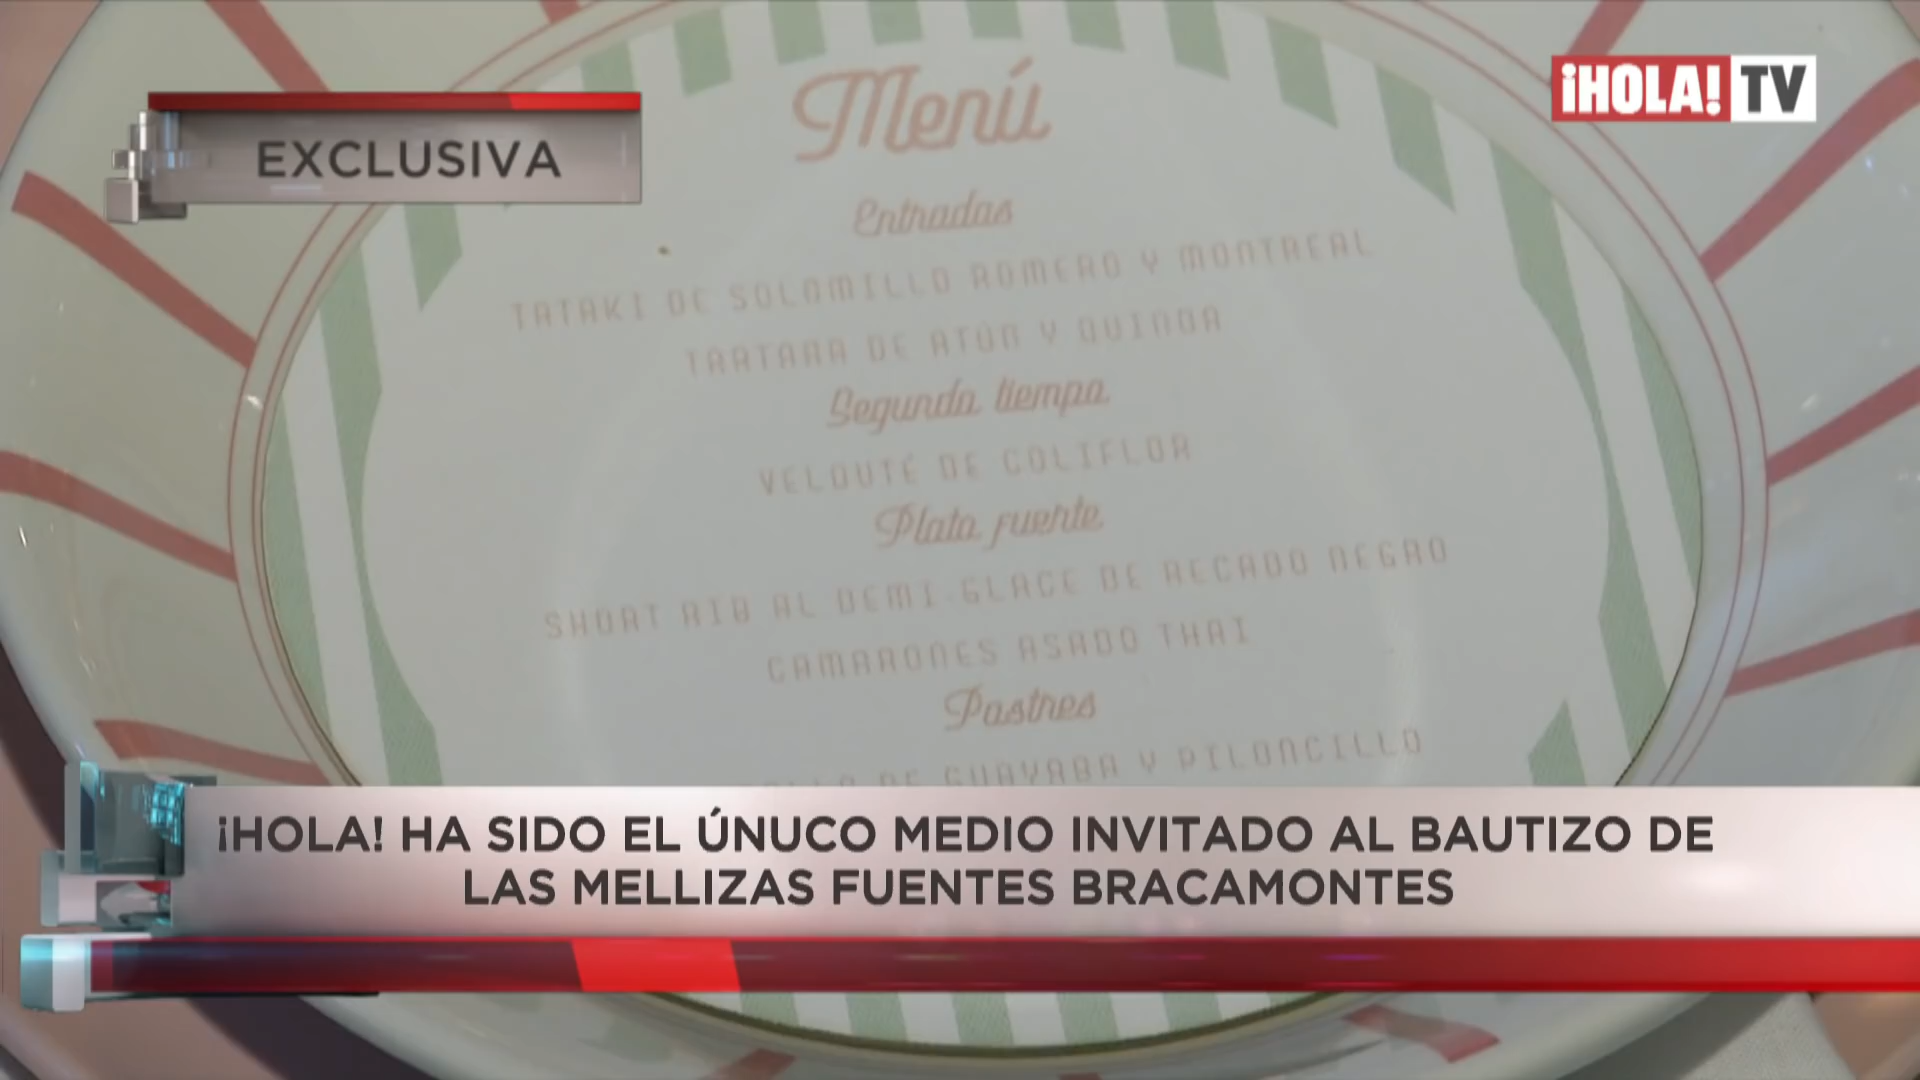 ¡HOLA! TV
EXCLUSIVA
Menú
Entradas
TATAKI DE SOLOMILLO ROMERO Y MONTREAL
TARTARA DE ATÚN Y QUINOA
Segundo tiempo
VELOUTÉ DE COLIFLOR
Plato fuerte
SHORT RIB AL DEMI-GLACE DE RECADO NEGRO
CAMARONES ASADO THAI
Postres
DE GUAYABA Y PILONCILLO
¡HOLA! HA SIDO EL ÚNUCO MEDIO INVITADO AL BAUTIZO DE
LAS MELLIZAS FUENTES BRACAMONTES